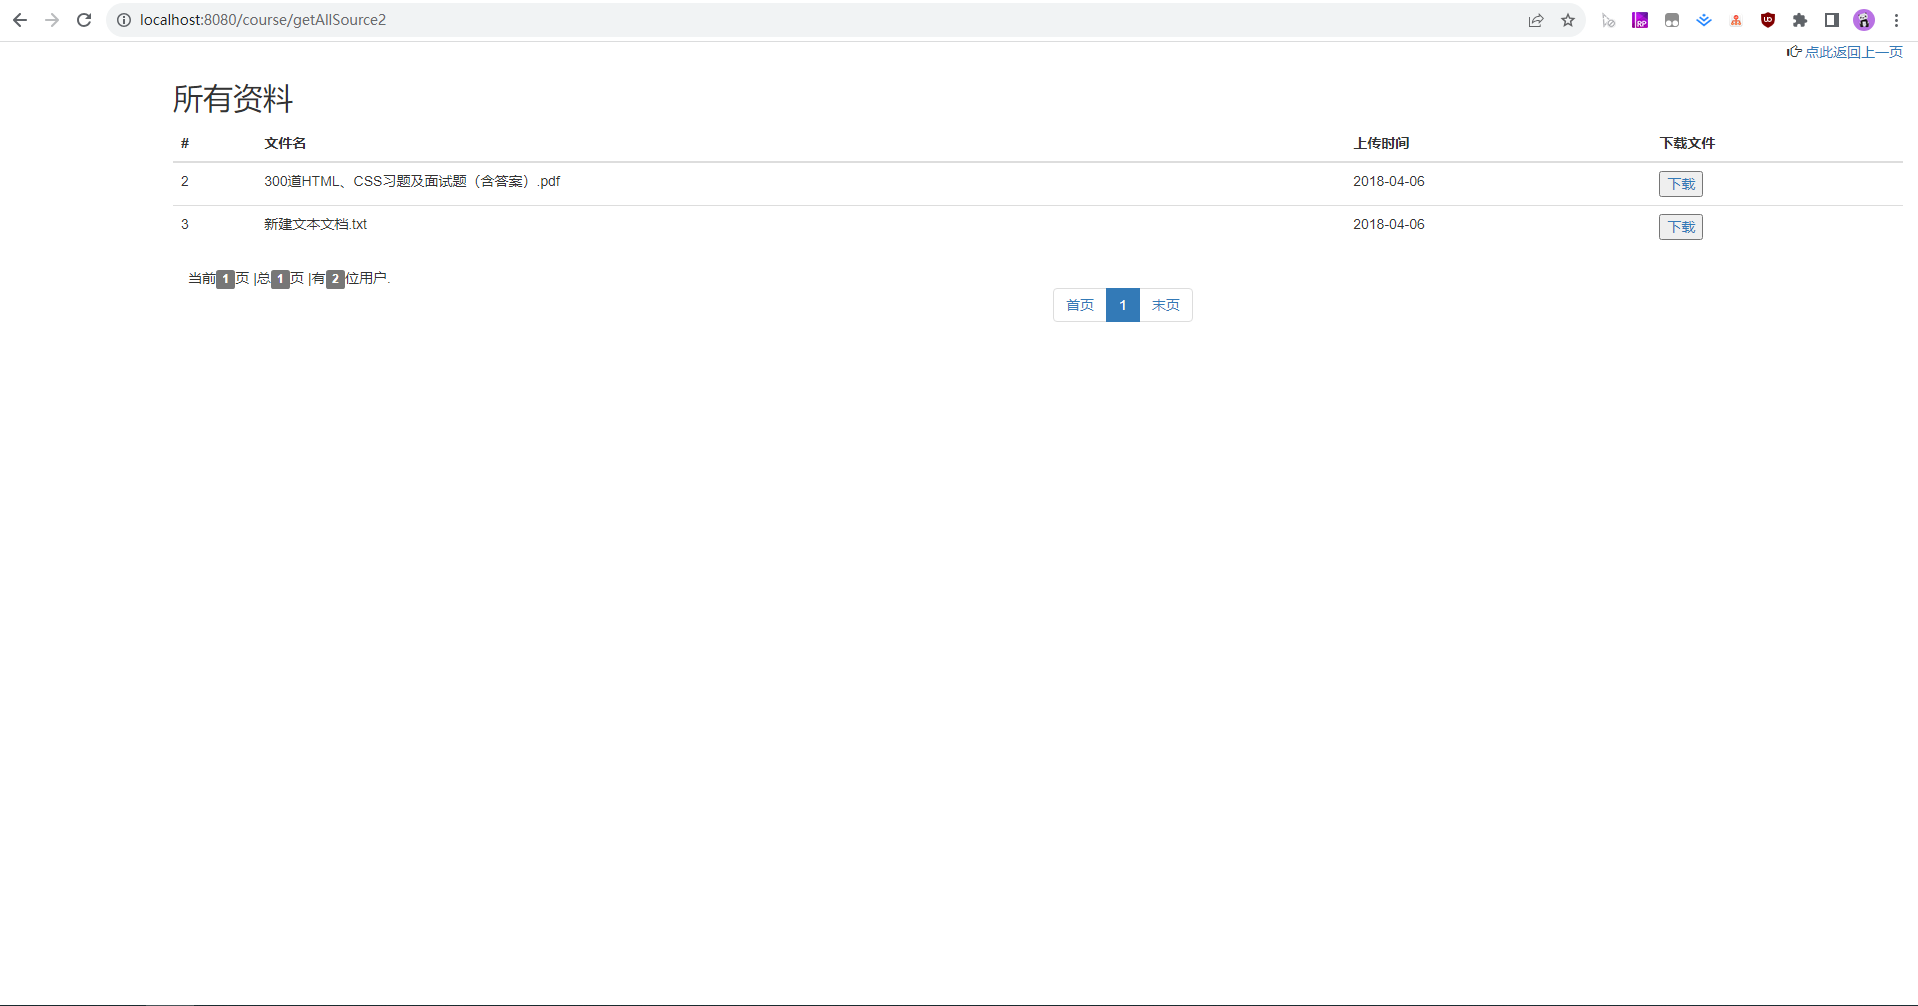 localhost:8080/course/getAllSource2
点此返回上一页
所有资料
# 文件名 上传时间 下载文件
2 300道HTML、CSS习题及面试题（含答案）.pdf 2018-04-06 下载
3 新建文本文档.txt 2018-04-06 下载
当前1页 |总1页 |有2位用户.
首页 1 末页